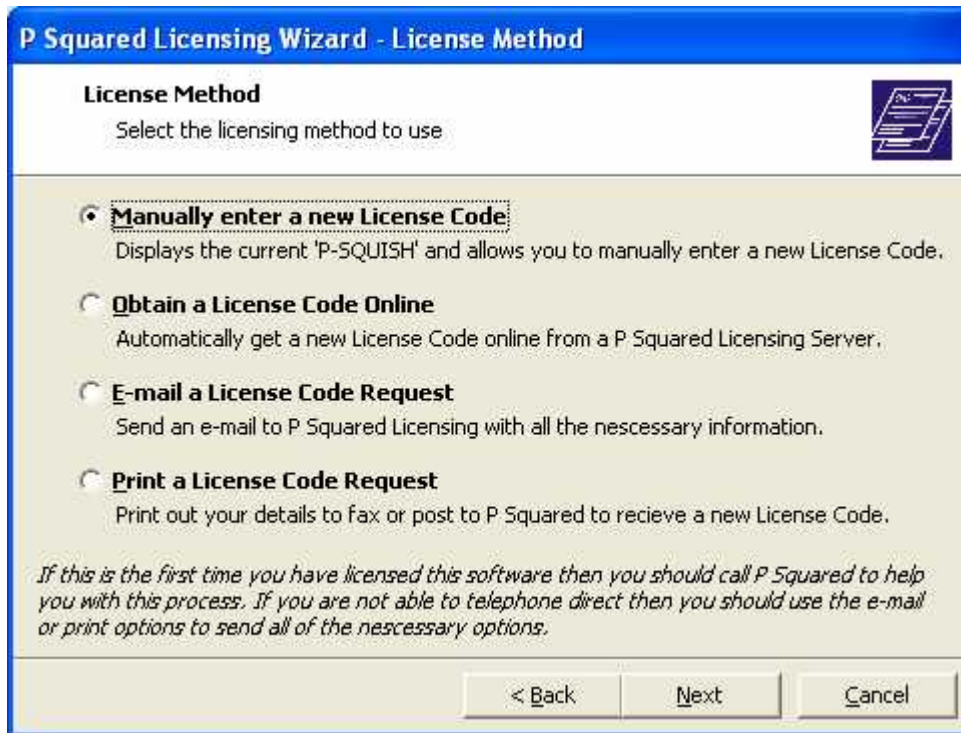 P Squared Licensing Wizard - License Method
License Method
Select the licensing method to use
Manually enter a new License Code
Displays the current 'P-SQUISH' and allows you to manually enter a new License Code.
Obtain a License Code Online
Automatically get a new License Code online from a P Squared Licensing Server.
E-mail a License Code Request
Send an e-mail to P Squared Licensing with all the nescessary information.
Print a License Code Request
Print out your details to fax or post to P Squared to recieve a new License Code.
If this is the first time you have licensed this software then you should call P Squared to help
you with this process. If you are not able to telephone direct then you should use the e-mail
or print options to send all of the nescessary options.
< Back Next Cancel